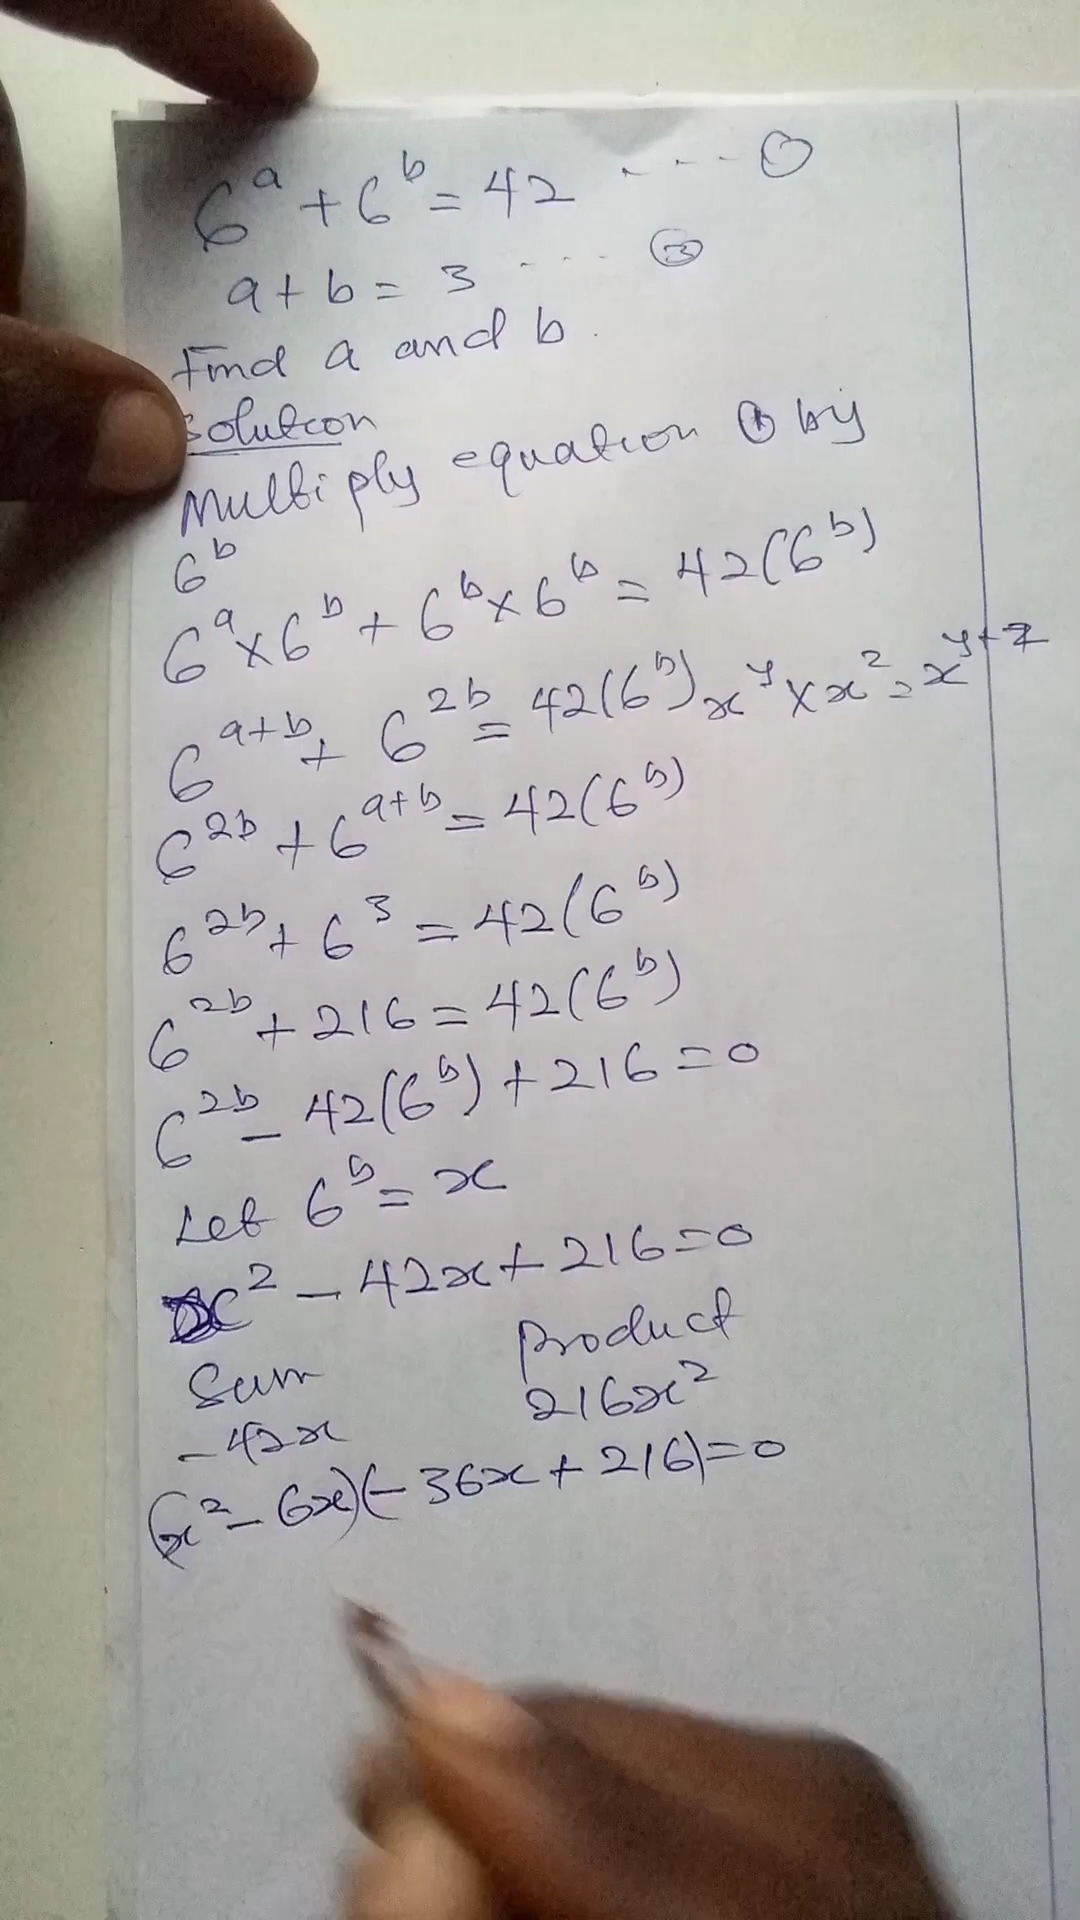 6^a + 6^b = 42 ---- ①
a + b = 3 ---- ②
Find a and b.
Solution
Multiply equation ① by
6^b
6^a × 6^b + 6^b × 6^b = 42(6^b)
6^{a+b} + 6^{2b} = 42(6^b) x^y × x^z = x^{y+z}
6^{2b} + 6^{a+b} = 42(6^b)
6^{2b} + 6^3 = 42(6^b)
6^{2b} + 216 = 42(6^b)
6^{2b} - 42(6^b) + 216 = 0
Let 6^b = x
x^2 - 42x + 216 = 0
Sum Product
-42x 216x^2
(x^2 - 6x)(-36x + 216) = 0